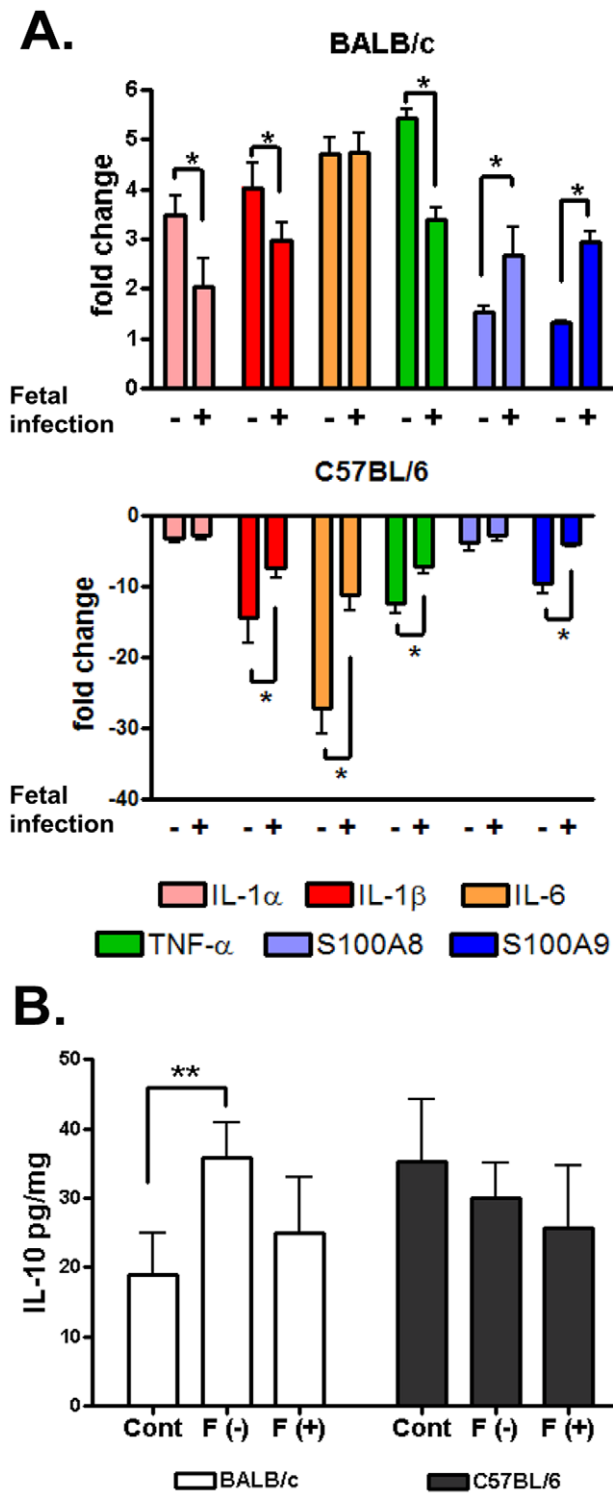 A.
BALB/c
fold change
6
5
4
3
2
1
0
* * * * *
Fetal infection
- + - + - + - + - + - +
C57BL/6
fold change
0
-10
-20
-30
-40
* * * *
Fetal infection
- + - + - + - + - + - +
IL-1α IL-1β IL-6
TNF-α S100A8 S100A9
B.
IL-10 pg/mg
50
40
30
20
10
0
**
Cont F (-) F (+) Cont F (-) F (+)
BALB/c C57BL/6